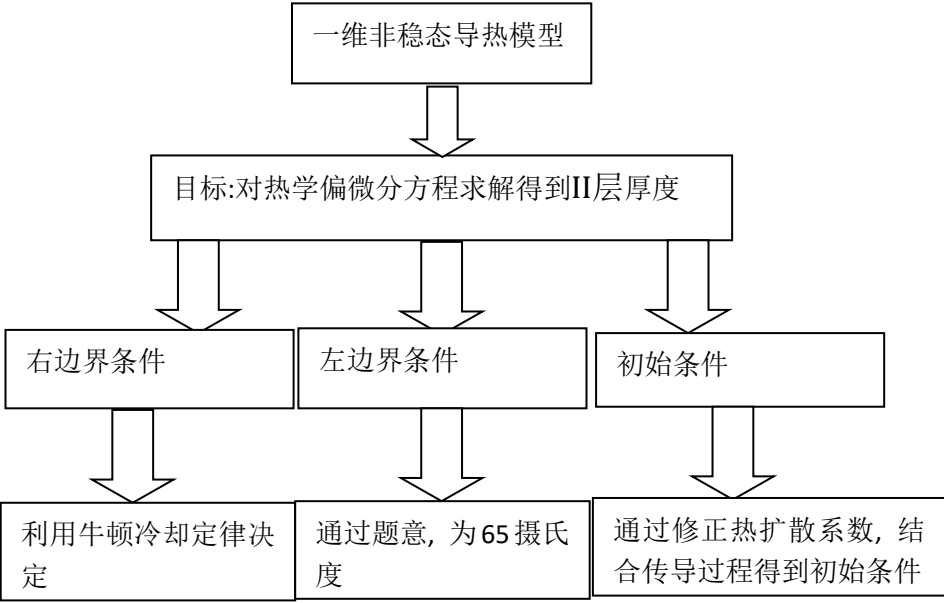 一维非稳态导热模型
目标:对热学偏微分方程求解得到II层厚度
右边界条件
左边界条件
初始条件
利用牛顿冷却定律决
定
通过题意, 为65摄氏
度
通过修正热扩散系数, 结
合传导过程得到初始条件